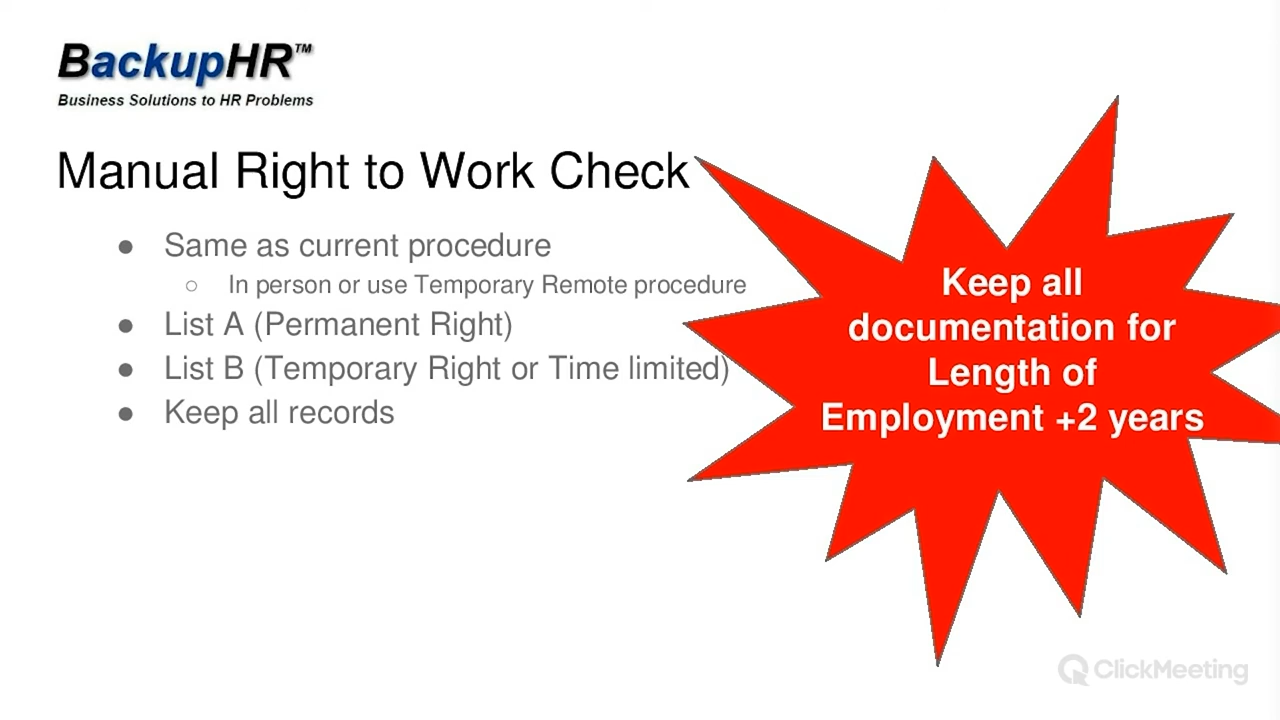 BackupHR™
Business Solutions to HR Problems
Manual Right to Work Check
● Same as current procedure
○ In person or use Temporary Remote procedure
● List A (Permanent Right)
● List B (Temporary Right or Time limited)
● Keep all records
Keep all
documentation for
Length of
Employment +2 years
ClickMeeting